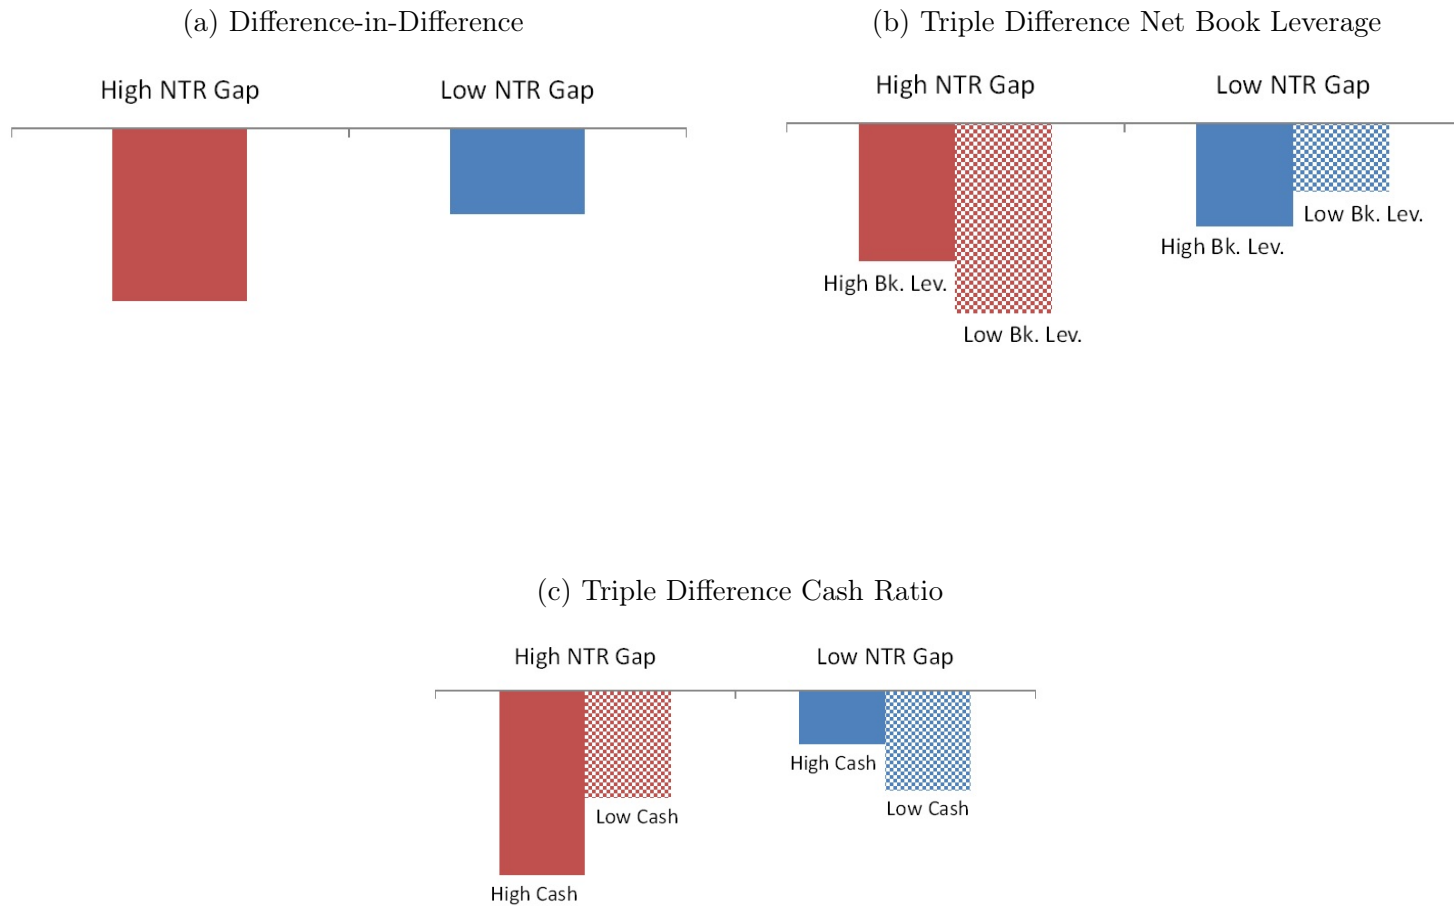 (a) Difference-in-Difference
High NTR Gap
Low NTR Gap
(b) Triple Difference Net Book Leverage
High NTR Gap
Low NTR Gap
High Bk. Lev.
Low Bk. Lev.
High Bk. Lev.
Low Bk. Lev.
(c) Triple Difference Cash Ratio
High NTR Gap
Low NTR Gap
High Cash
Low Cash
High Cash
Low Cash